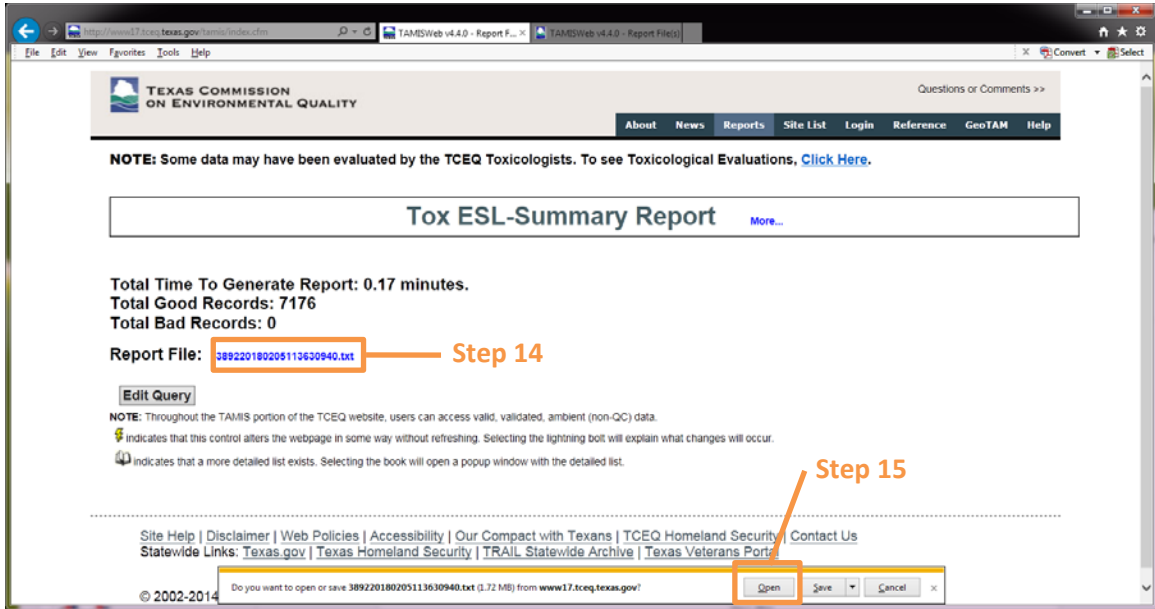 http://www17.tceq.texas.gov/tamis/index.cfm
TAMISWeb v4.4.0 - Report F...
TAMISWeb v4.4.0 - Report File(s)
File Edit View Favorites Tools Help
Convert Select
TEXAS COMMISSION
ON ENVIRONMENTAL QUALITY
Questions or Comments >>
About News Reports Site List Login Reference GeoTAM Help
NOTE: Some data may have been evaluated by the TCEQ Toxicologists. To see Toxicological Evaluations, Click Here.
Tox ESL-Summary Report More...
Total Time To Generate Report: 0.17 minutes.
Total Good Records: 7176
Total Bad Records: 0
Report File: 389220180205113630940.txt
Step 14
Edit Query
NOTE: Throughout the TAMIS portion of the TCEQ website, users can access valid, validated, ambient (non-QC) data.
indicates that this control alters the webpage in some way without refreshing. Selecting the lightning bolt will explain what changes will occur.
indicates that a more detailed list exists. Selecting the book will open a popup window with the detailed list.
Step 15
Site Help | Disclaimer | Web Policies | Accessibility | Our Compact with Texans | TCEQ Homeland Security | Contact Us
Statewide Links: Texas.gov | Texas Homeland Security | TRAIL Statewide Archive | Texas Veterans Portal
Do you want to open or save 389220180205113630940.txt (1.72 MB) from www17.tceq.texas.gov?
Open Save Cancel
© 2002-2014